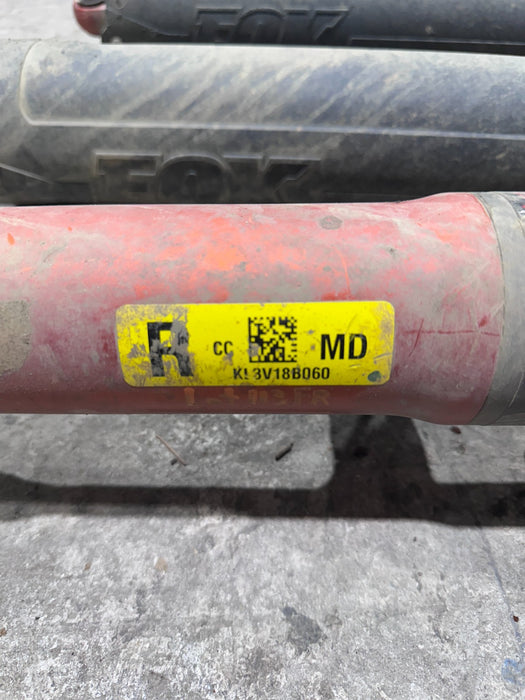 FOX
FOX
R CC MD
KL3V18B060